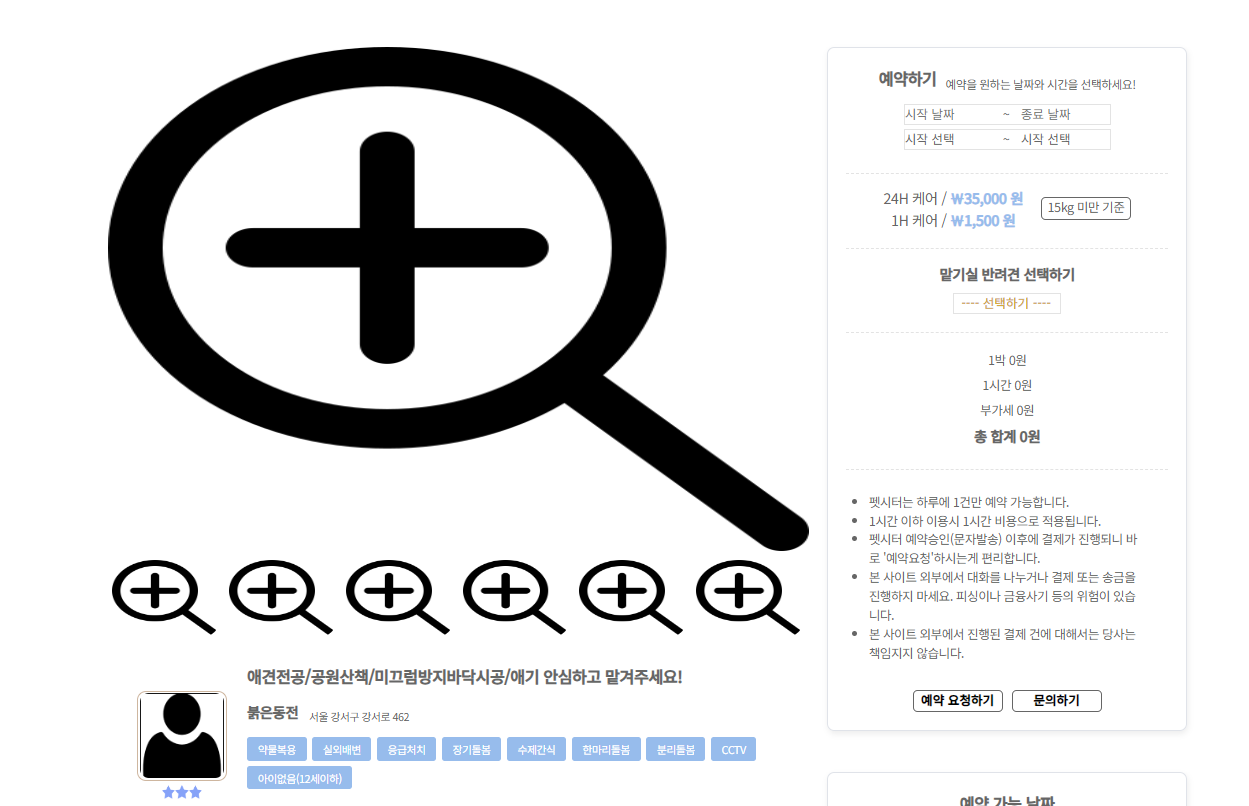 예약하기 예약을 원하는 날짜와 시간을 선택하세요!
시작 날짜 ~ 종료 날짜
시작 선택 ~ 시작 선택
24H 케어 / ₩35,000 원
1H 케어 / ₩1,500 원
15kg 미만 기준
맡기실 반려견 선택하기
---- 선택하기 ----
1박 0원
1시간 0원
부가세 0원
총 합계 0원
펫시터는 하루에 1건만 예약 가능합니다.
1시간 이하 이용시 1시간 비용으로 적용됩니다.
펫시터 예약승인(문자발송) 이후에 결제가 진행되니 바
로 '예약요청'하시는게 편리합니다.
본 사이트 외부에서 대화를 나누거나 결제 또는 송금을
진행하지 마세요. 피싱이나 금융사기 등의 위험이 있습
니다.
본 사이트 외부에서 진행된 결제 건에 대해서는 당사는
책임지지 않습니다.
예약 요청하기 문의하기
애견전공/공원산책/미끄럼방지바닥시공/애기 안심하고 맡겨주세요!
붉은동전 서울 강서구 강서로 462
약물복용 실외배변 응급처치 장기돌봄 수제간식 한마리돌봄 분리돌봄 CCTV
아이없음(12세이하)
예약 가능 날짜